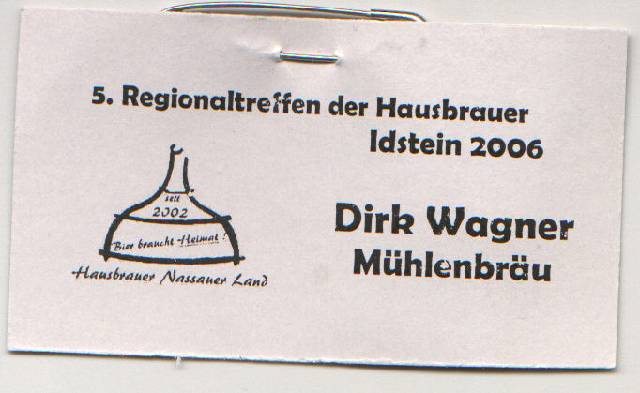 5. Regionaltreffen der Hausbrauer
Idstein 2006
seit
2002
Bier braucht Heimat!
Hausbrauer Nassauer Land
Dirk Wagner
Mühlenbräu